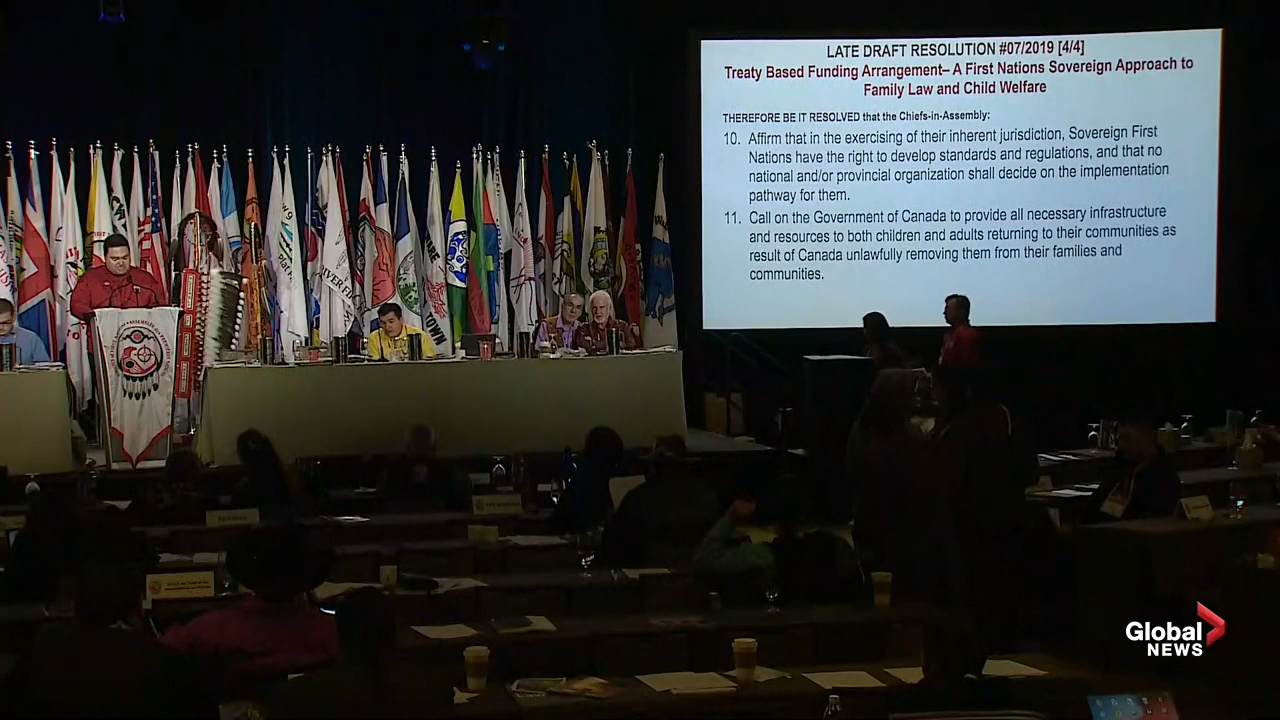 LATE DRAFT RESOLUTION #07/2019 [4/4]
Treaty Based Funding Arrangement– A First Nations Sovereign Approach to
Family Law and Child Welfare
THEREFORE BE IT RESOLVED that the Chiefs-in-Assembly:
10. Affirm that in the exercising of their inherent jurisdiction, Sovereign First
Nations have the right to develop standards and regulations, and that no
national and/or provincial organization shall decide on the implementation
pathway for them.
11. Call on the Government of Canada to provide all necessary infrastructure
and resources to both children and adults returning to their communities as
result of Canada unlawfully removing them from their families and
communities.
TOWN
Global
NEWS